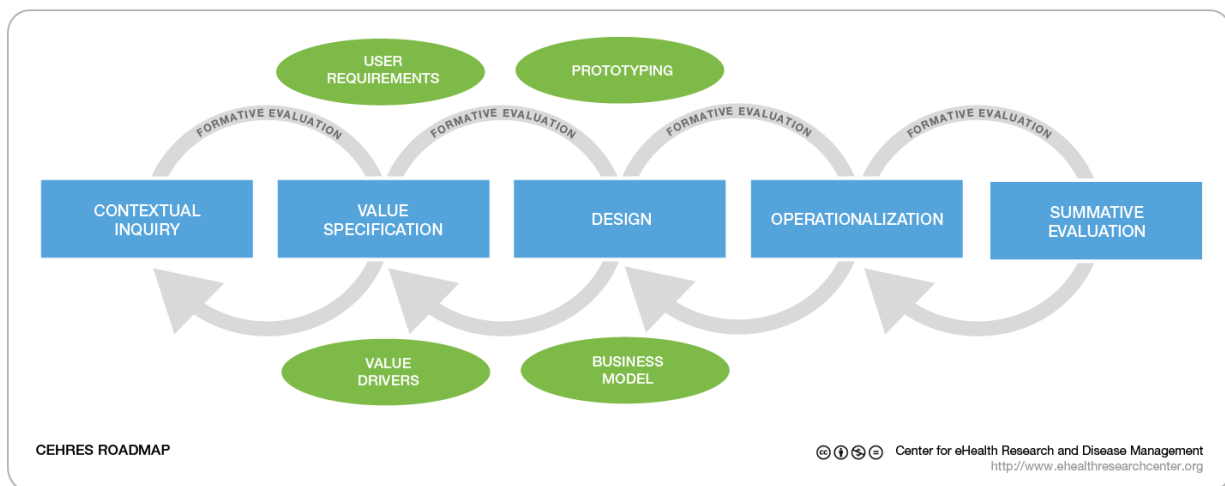 USER
REQUIREMENTS
PROTOTYPING
FORMATIVE EVALUATION
FORMATIVE EVALUATION
FORMATIVE EVALUATION
FORMATIVE EVALUATION
CONTEXTUAL
INQUIRY
VALUE
SPECIFICATION
DESIGN
OPERATIONALIZATION
SUMMATIVE
EVALUATION
VALUE
DRIVERS
BUSINESS
MODEL
CEHRES ROADMAP
cc Center for eHealth Research and Disease Management
http://www.ehealthresearchcenter.org